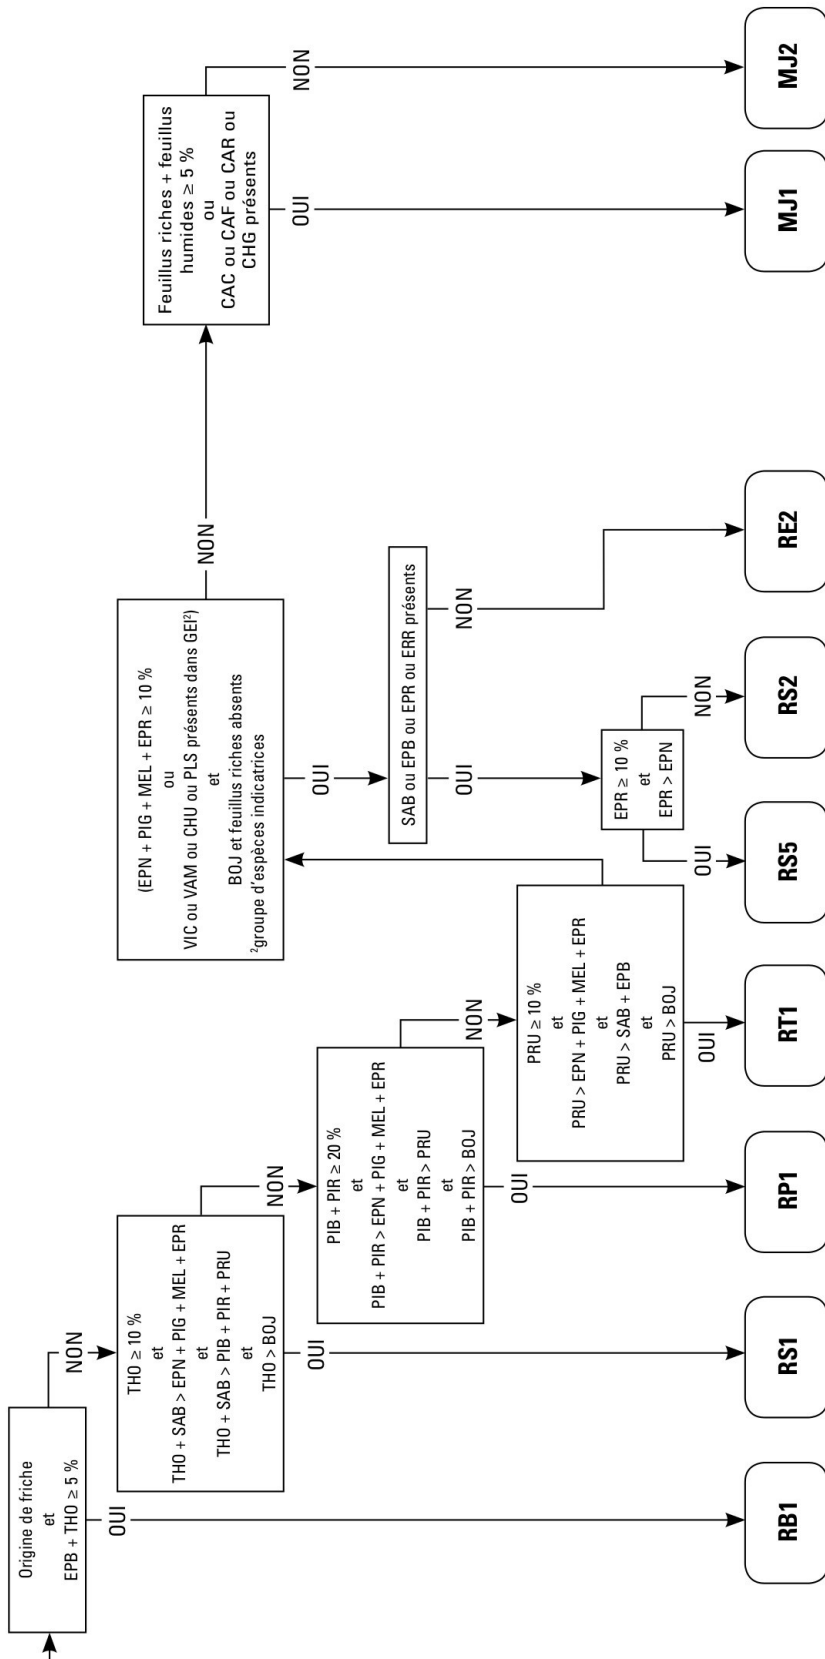 Origine de friche
et
EPB + THO ≥ 5 %
OUI
NON
THO ≥ 10 %
et
THO + SAB > EPN + PIG + MEL + EPR
et
THO + SAB > PIB + PIR + PRU
et
THO > BOJ
OUI
NON
PIB + PIR ≥ 20 %
et
PIB + PIR > EPN + PIG + MEL + EPR
et
PIB + PIR > PRU
et
PIB + PIR > BOJ
OUI
NON
PRU ≥ 10 %
et
PRU > EPN + PIG + MEL + EPR
et
PRU > SAB + EPB
et
PRU > BOJ
OUI
(EPN + PIG + MEL + EPR ≥ 10 %
ou
VIC ou VAM ou CHU ou PLS présents dans GEI²)
et
BOJ et feuillus riches absents
²groupe d'espèces indicatrices
OUI
NON
SAB ou EPB ou EPR ou ERR présents
OUI
NON
EPR ≥ 10 %
et
EPR > EPN
OUI
NON
Feuillus riches + feuillus
humides ≥ 5 %
ou
CAC ou CAF ou CAR ou
CHG présents
OUI
NON
RB1
RS1
RP1
RT1
RS5
RS2
RE2
MJ1
MJ2